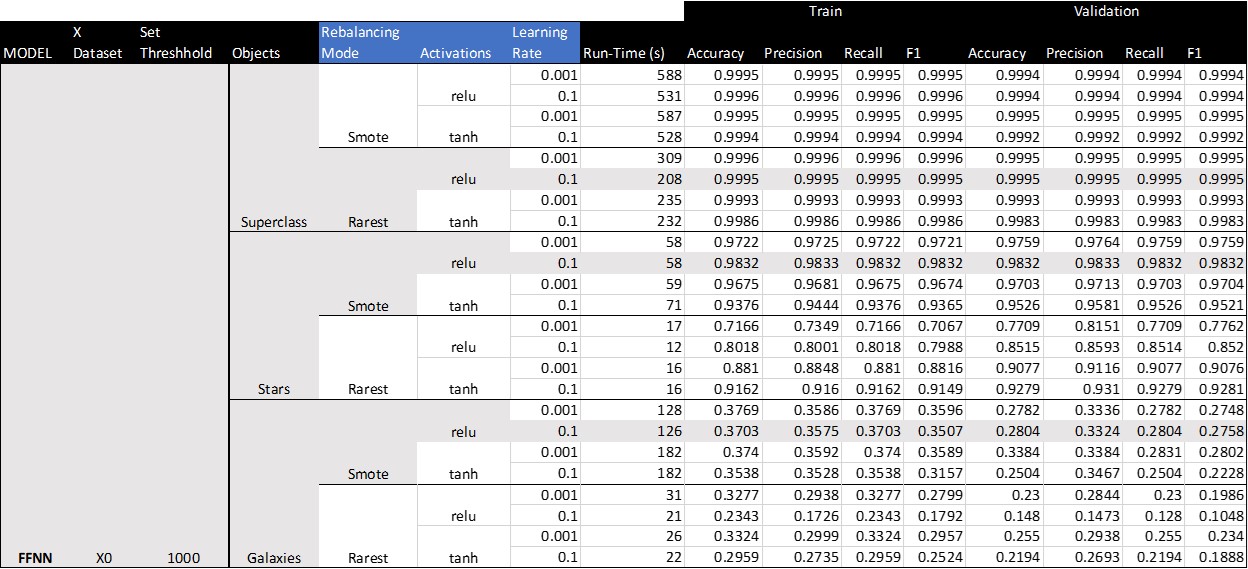 Train Validation
X Set Rebalancing Learning
MODEL Dataset Threshhold Objects Mode Activations Rate Run-Time (s) Accuracy Precision Recall F1 Accuracy Precision Recall F1
0.001 588 0.9995 0.9995 0.9995 0.9995 0.9994 0.9994 0.9994 0.9994
relu 0.1 531 0.9996 0.9996 0.9996 0.9996 0.9994 0.9994 0.9994 0.9994
0.001 587 0.9995 0.9995 0.9995 0.9995 0.9995 0.9995 0.9995 0.9995
Smote tanh 0.1 528 0.9994 0.9994 0.9994 0.9994 0.9992 0.9992 0.9992 0.9992
0.001 309 0.9996 0.9996 0.9996 0.9996 0.9995 0.9995 0.9995 0.9995
relu 0.1 208 0.9995 0.9995 0.9995 0.9995 0.9995 0.9995 0.9995 0.9995
0.001 235 0.9993 0.9993 0.9993 0.9993 0.9993 0.9993 0.9993 0.9993
Superclass Rarest tanh 0.1 232 0.9986 0.9986 0.9986 0.9986 0.9983 0.9983 0.9983 0.9983
0.001 58 0.9722 0.9725 0.9722 0.9721 0.9759 0.9764 0.9759 0.9759
relu 0.1 58 0.9832 0.9833 0.9832 0.9832 0.9832 0.9833 0.9832 0.9832
0.001 59 0.9675 0.9681 0.9675 0.9674 0.9703 0.9713 0.9703 0.9704
Smote tanh 0.1 71 0.9376 0.9444 0.9376 0.9365 0.9526 0.9581 0.9526 0.9521
0.001 17 0.7166 0.7349 0.7166 0.7067 0.7709 0.8151 0.7709 0.7762
relu 0.1 12 0.8018 0.8001 0.8018 0.7988 0.8515 0.8593 0.8514 0.852
0.001 16 0.881 0.8848 0.881 0.8816 0.9077 0.9116 0.9077 0.9076
Stars Rarest tanh 0.1 16 0.9162 0.916 0.9162 0.9149 0.9279 0.931 0.9279 0.9281
0.001 128 0.3769 0.3586 0.3769 0.3596 0.2782 0.3336 0.2782 0.2748
relu 0.1 126 0.3703 0.3575 0.3703 0.3507 0.2804 0.3324 0.2804 0.2758
0.001 182 0.374 0.3592 0.374 0.3589 0.3384 0.3384 0.2831 0.2802
Smote tanh 0.1 182 0.3538 0.3528 0.3538 0.3157 0.2504 0.3467 0.2504 0.2228
0.001 31 0.3277 0.2938 0.3277 0.2799 0.23 0.2844 0.23 0.1986
relu 0.1 21 0.2343 0.1726 0.2343 0.1792 0.148 0.1473 0.128 0.1048
0.001 26 0.3324 0.2999 0.3324 0.2957 0.255 0.2938 0.255 0.234
FFNN X0 1000 Galaxies Rarest tanh 0.1 22 0.2959 0.2735 0.2959 0.2524 0.2194 0.2693 0.2194 0.1888